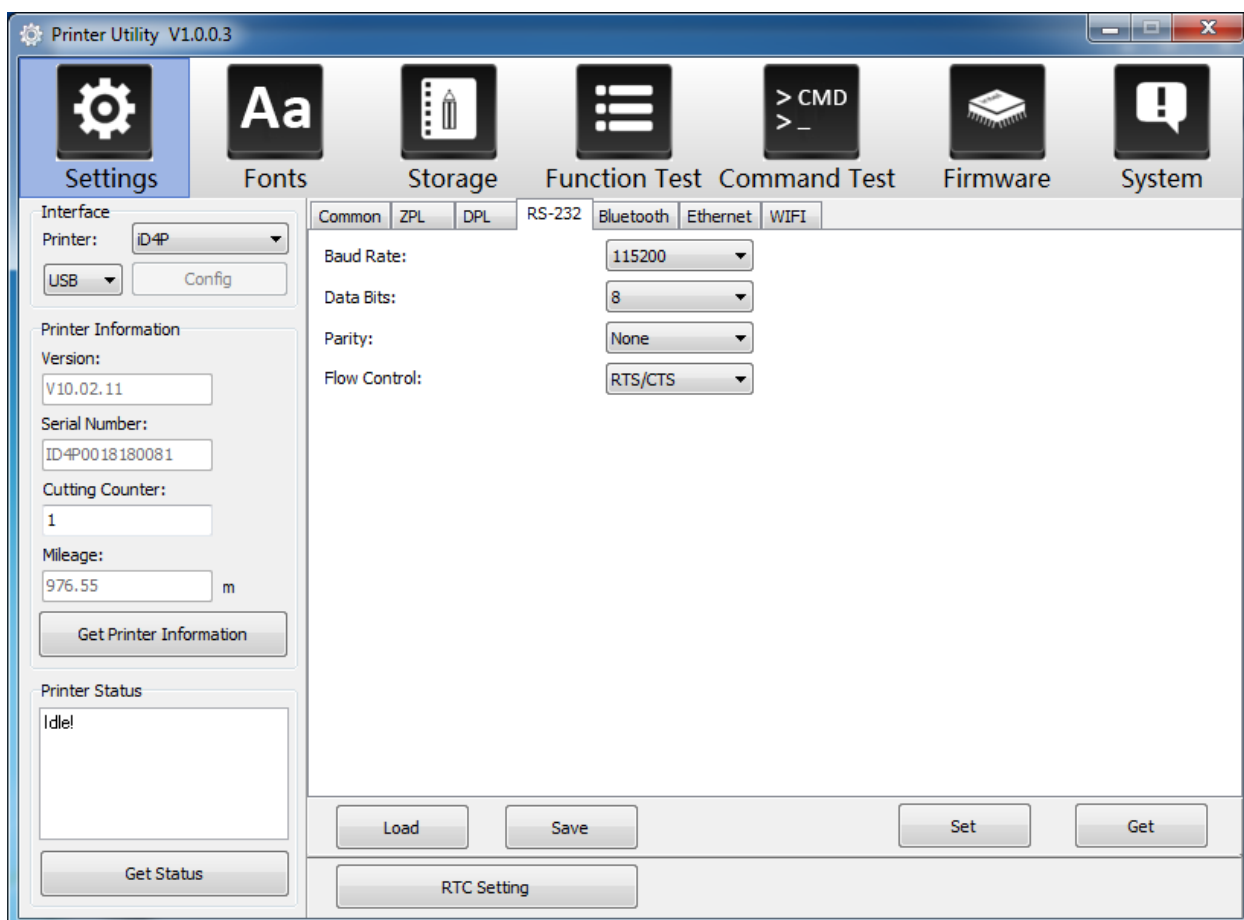 Printer Utility V1.0.0.3
Aa
> CMD
>_
Settings Fonts Storage Function Test Command Test Firmware System
Interface
Printer: iD4P
USB Config
Printer Information
Version:
V10.02.11
Serial Number:
ID4P0018180081
Cutting Counter:
1
Mileage:
976.55 m
Get Printer Information
Printer Status
Idle!
Get Status
Common ZPL DPL RS-232 Bluetooth Ethernet WIFI
Baud Rate: 115200
Data Bits: 8
Parity: None
Flow Control: RTS/CTS
Load Save Set Get
RTC Setting